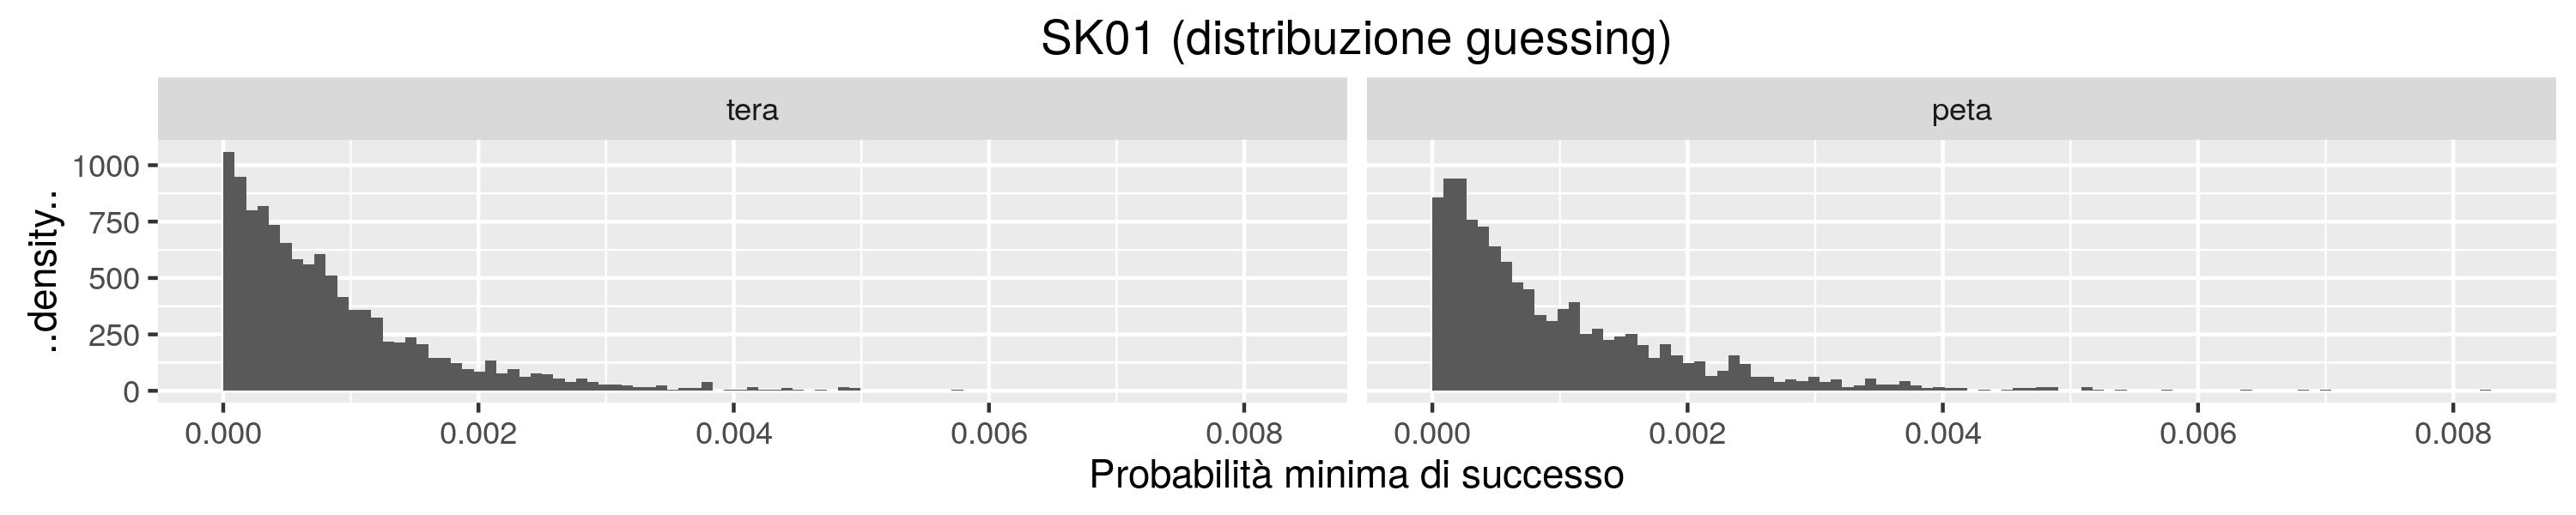 SK01 (distribuzione guessing)
tera
peta
..density..
1000
750
500
250
0
0.000 0.002 0.004 0.006 0.008
0.000 0.002 0.004 0.006 0.008
Probabilità minima di successo